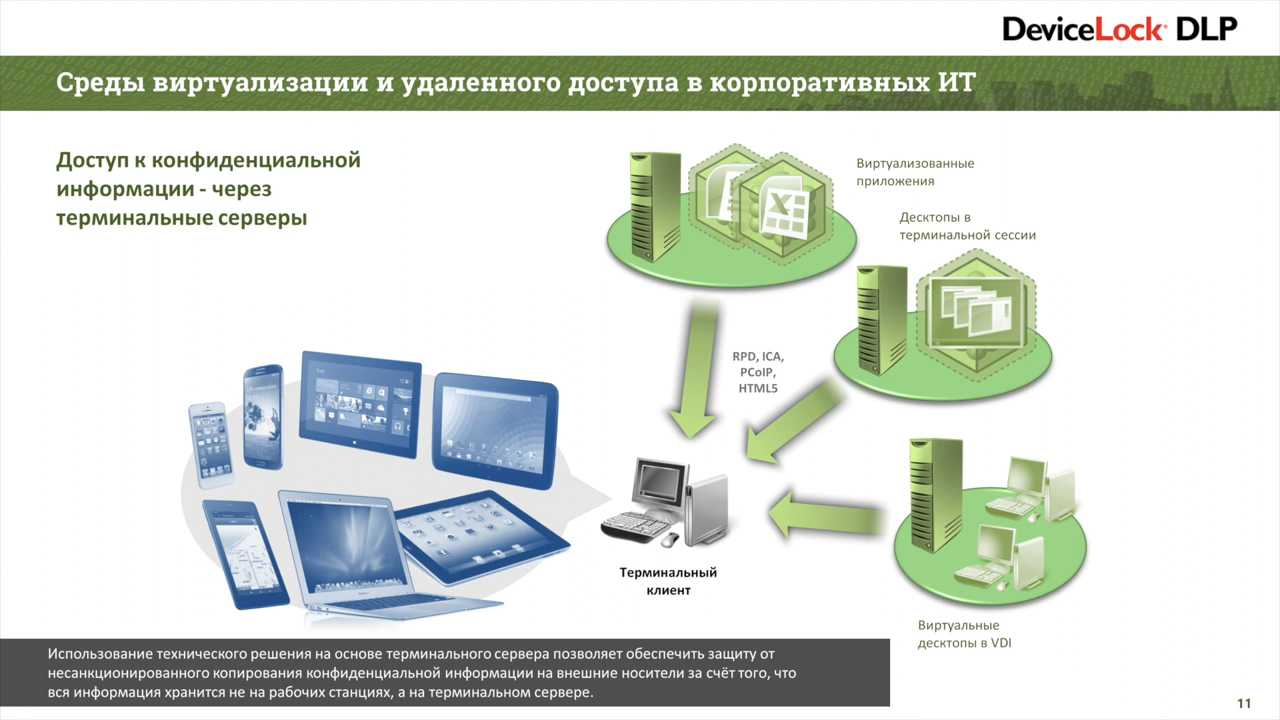 DeviceLock® DLP
Среды виртуализации и удаленного доступа в корпоративных ИТ
Доступ к конфиденциальной
информации - через
терминальные серверы
Виртуализованные
приложения
Десктопы в
терминальной сессии
RPD, ICA,
PCoIP,
HTML5
Терминальный
клиент
Виртуальные
десктопы в VDI
Использование технического решения на основе терминального сервера позволяет обеспечить защиту от
несанкционированного копирования конфиденциальной информации на внешние носители за счёт того, что
вся информация хранится не на рабочих станциях, а на терминальном сервере.
11